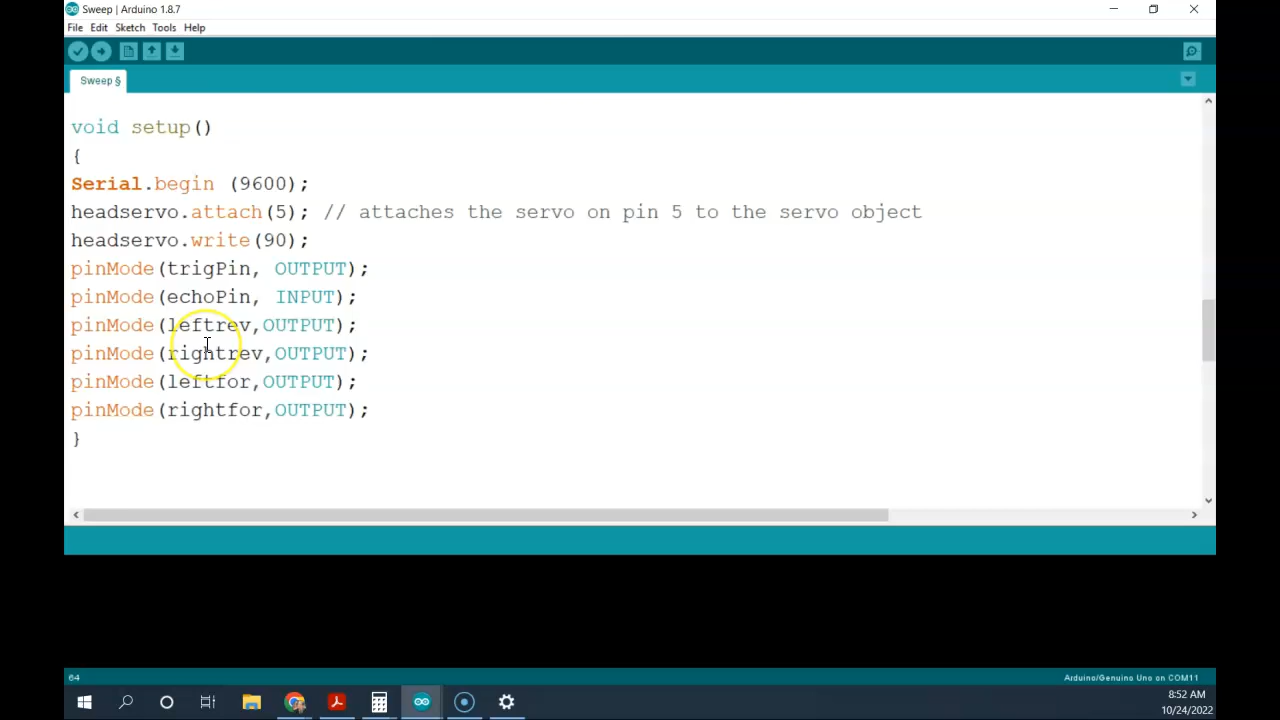 Sweep | Arduino 1.8.7
File Edit Sketch Tools Help
Sweep §
void setup()
{
Serial.begin (9600);
headservo.attach(5); // attaches the servo on pin 5 to the servo object
headservo.write(90);
pinMode(trigPin, OUTPUT);
pinMode(echoPin, INPUT);
pinMode(leftrev,OUTPUT);
pinMode(rightrev,OUTPUT);
pinMode(leftfor,OUTPUT);
pinMode(rightfor,OUTPUT);
}
64 Arduino/Genuino Uno on COM11
8:52 AM
10/24/2022